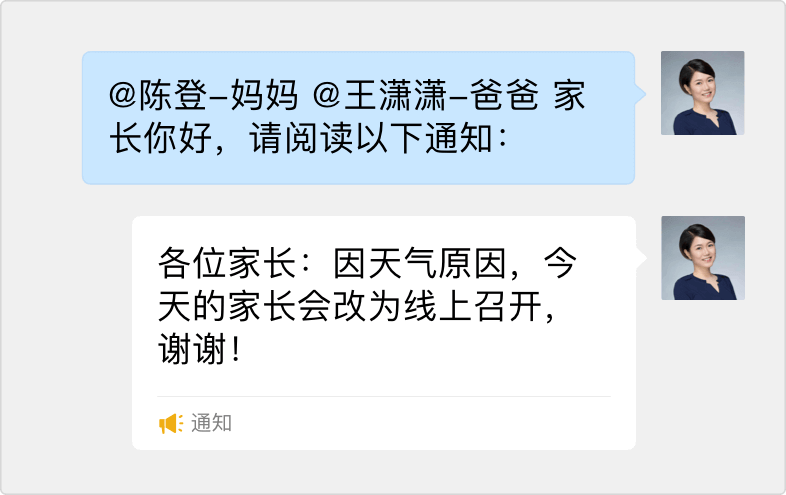 @陈登-妈妈 @王潇潇-爸爸 家
长你好，请阅读以下通知：
各位家长：因天气原因，今
天的家长会改为线上召开，
谢谢！
通知